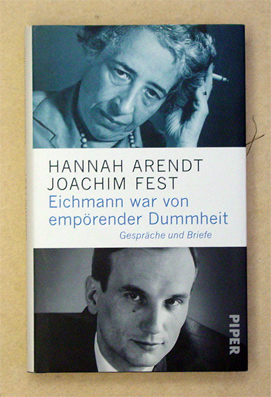 HANNAH ARENDT
JOACHIM FEST
Eichmann war von
empörender Dummheit
Gespräche und Briefe
PIPER